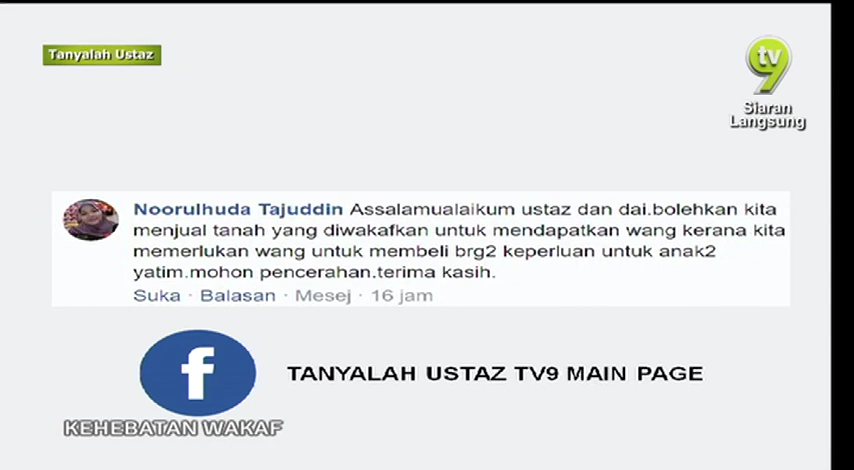 Tanyalah Ustaz
tv
9
Siaran
Langsung
Noorulhuda Tajuddin Assalamualaikum ustaz dan dai.bolehkan kita
menjual tanah yang diwakafkan untuk mendapatkan wang kerana kita
memerlukan wang untuk membeli brg2 keperluan untuk anak2
yatim.mohon pencerahan.terima kasih.
Suka · Balasan · Mesej · 16 jam
f
TANYALAH USTAZ TV9 MAIN PAGE
KEHEBATAN WAKAF